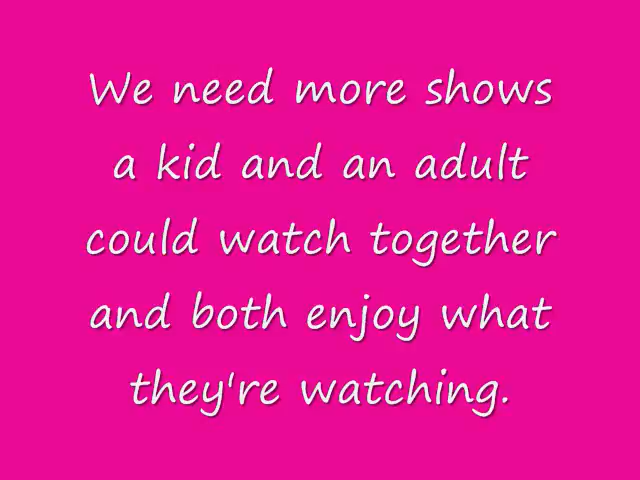 We need more shows
a kid and an adult
could watch together
and both enjoy what
they're watching.